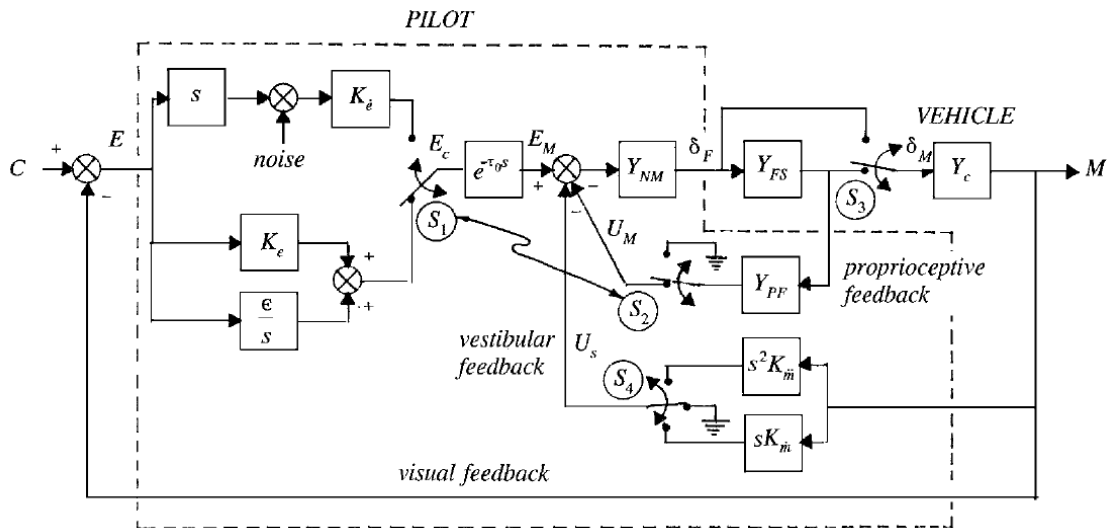 PILOT
s
K_ė
VEHICLE
C
+
E
−
noise
E_c
e^{-τ₀s}
E_M
+
−
−
Y_NM
δ_F
Y_FS
δ_M
Y_c
M
S₁
S₃
K_e
+
+
ϵ/s
U_M
S₂
Y_PF
proprioceptive
feedback
vestibular
feedback
U_s
S₄
s²K_m̈
sK_ṁ
visual feedback